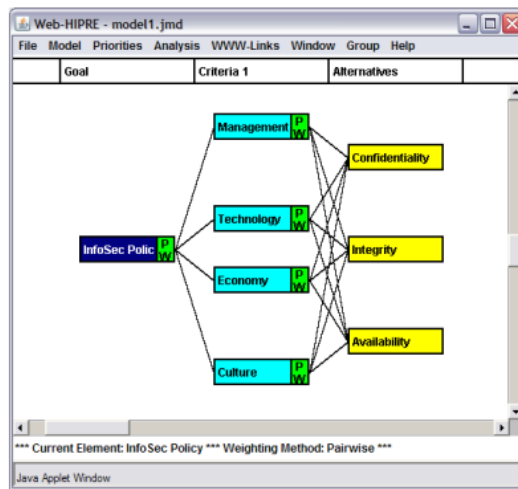 Web-HIPRE - model1.jmd
File Model Priorities Analysis WWW-Links Window Group Help
Goal Criteria 1 Alternatives
Management P W
Confidentiality
Technology P W
InfoSec Polic P W
Integrity
Economy P W
Availability
Culture P W
*** Current Element: InfoSec Policy *** Weighting Method: Pairwise ***
Java Applet Window